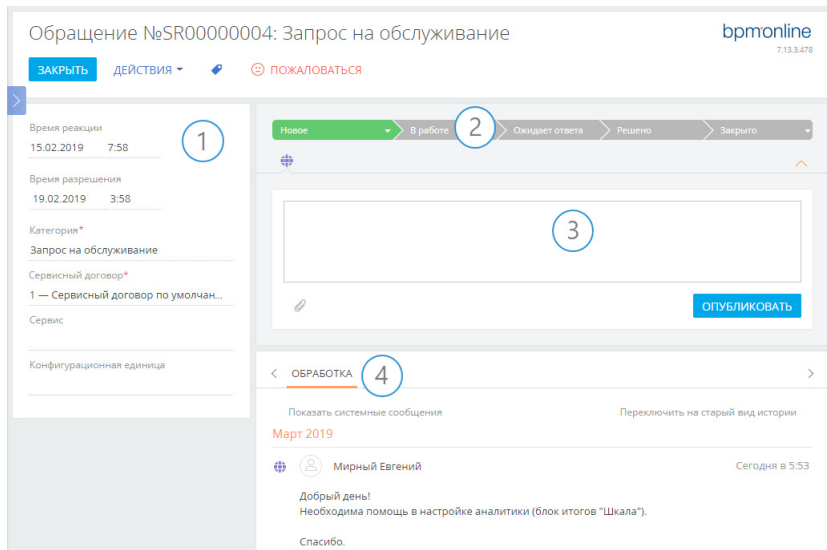 Обращение №SR00000004: Запрос на обслуживание
bpm'online
7.13.3.478
ЗАКРЫТЬ ДЕЙСТВИЯ ПОЖАЛОВАТЬСЯ
1
Время реакции
15.02.2019 7:58
Время разрешения
19.02.2019 3:58
Категория*
Запрос на обслуживание
Сервисный договор*
1 — Сервисный договор по умолчан...
Сервис
Конфигурационная единица
Новое В работе 2 Ожидает ответа Решено Закрыто
3
ОПУБЛИКОВАТЬ
ОБРАБОТКА 4
Показать системные сообщения Переключить на старый вид истории
Март 2019
Мирный Евгений Сегодня в 5:53
Добрый день!
Необходима помощь в настройке аналитики (блок итогов "Шкала").
Спасибо.